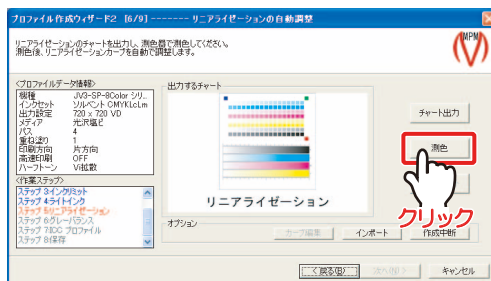 プロファイル作成ウィザード2 [6/9] ------- リニアライゼーションの自動調整
リニアライゼーションのチャートを出力し、測色器で測色してください。
測色後、リニアライゼーションカーブを自動で調整します。
MPM
<プロファイルデータ情報>
機種 JV3-SP-8Color シリ..
インクセット ソルベント CMYKLcLm
出力設定 720 x 720 VD
メディア 光沢塩ビ
パス 4
重ね塗り 1
印刷方向 片方向
高速印刷 OFF
ハーフトーン Vi拡散
<作業ステップ>
ステップ 3:インクリミット
ステップ 4:ライトインク
ステップ 5:リニアライゼーション
ステップ 6:グレーバランス
ステップ 7:ICC プロファイル
ステップ 8:保存
出力するチャート
リニアライゼーション
チャート出力
測色
クリック
オプション
カーブ編集
インポート
作成中断
< 戻る(B)
次へ(N) >
キャンセル